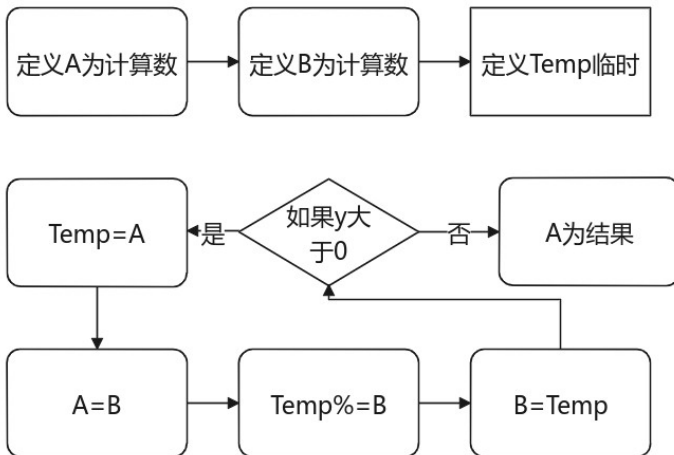 定义A为计算数
定义B为计算数
定义Temp临时
Temp=A
是
如果y大
于0
否
A为结果
A=B
Temp%=B
B=Temp